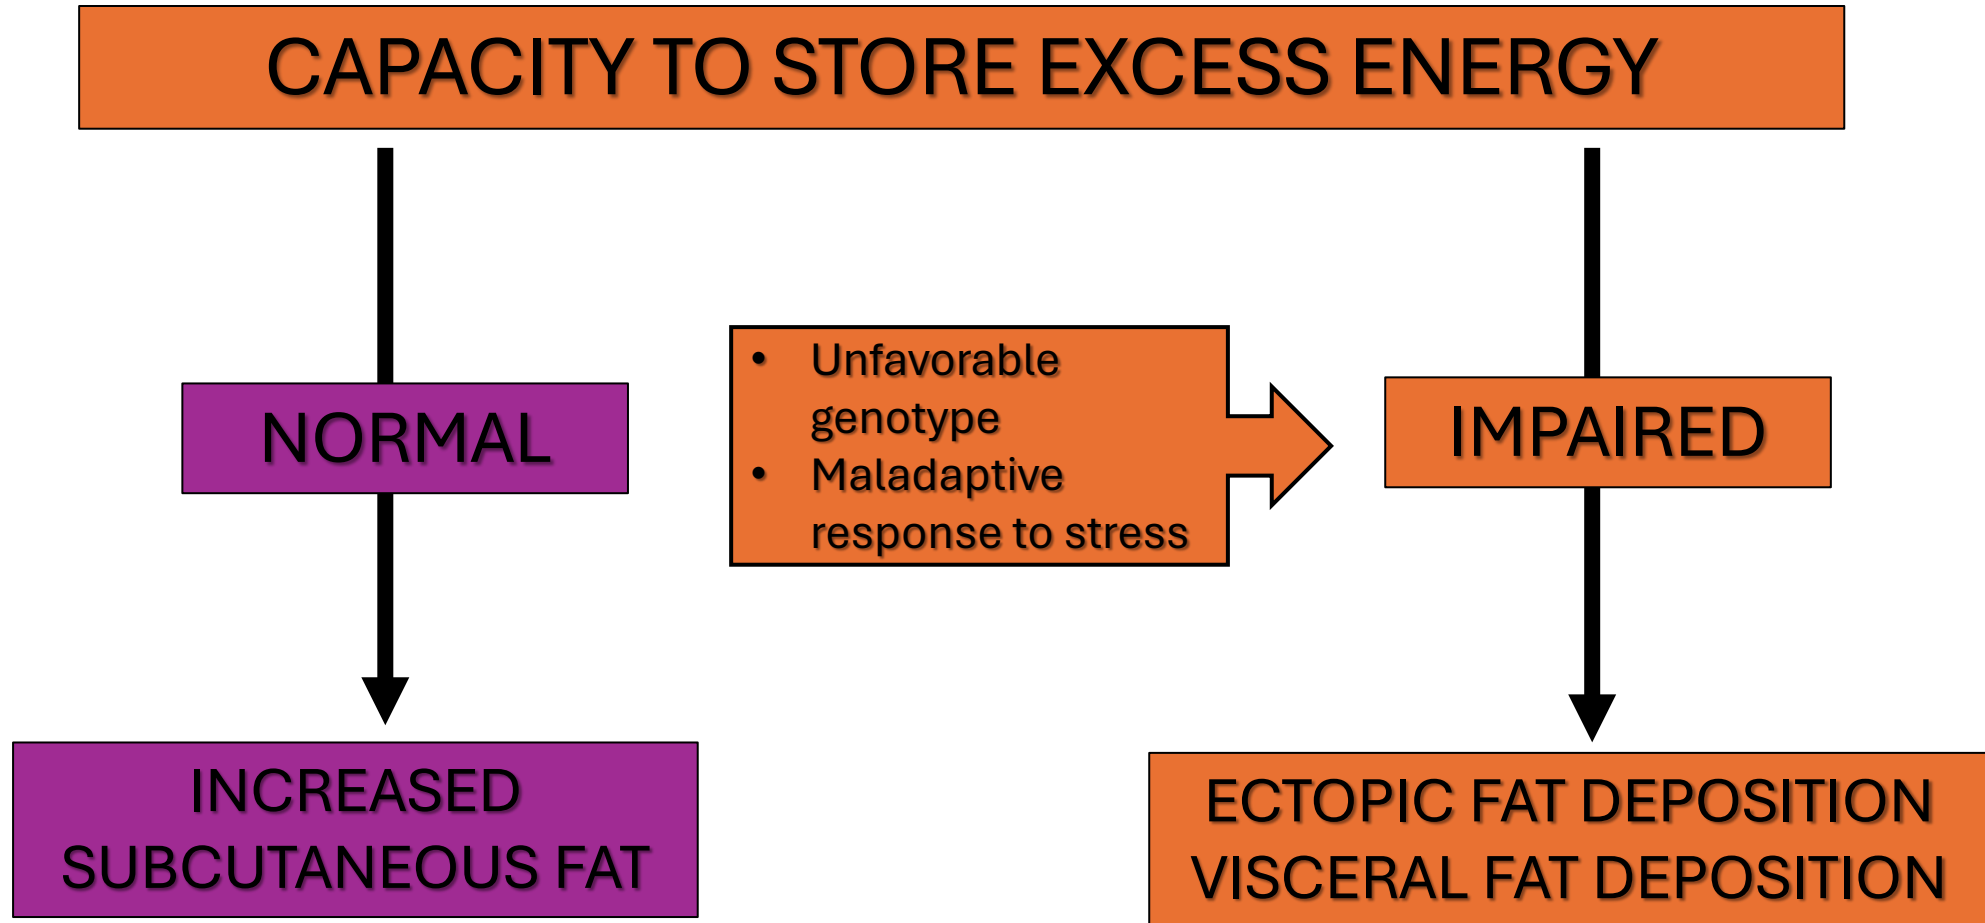 CAPACITY TO STORE EXCESS ENERGY
NORMAL
• Unfavorable
genotype
• Maladaptive
response to stress
IMPAIRED
INCREASED
SUBCUTANEOUS FAT
ECTOPIC FAT DEPOSITION
VISCERAL FAT DEPOSITION